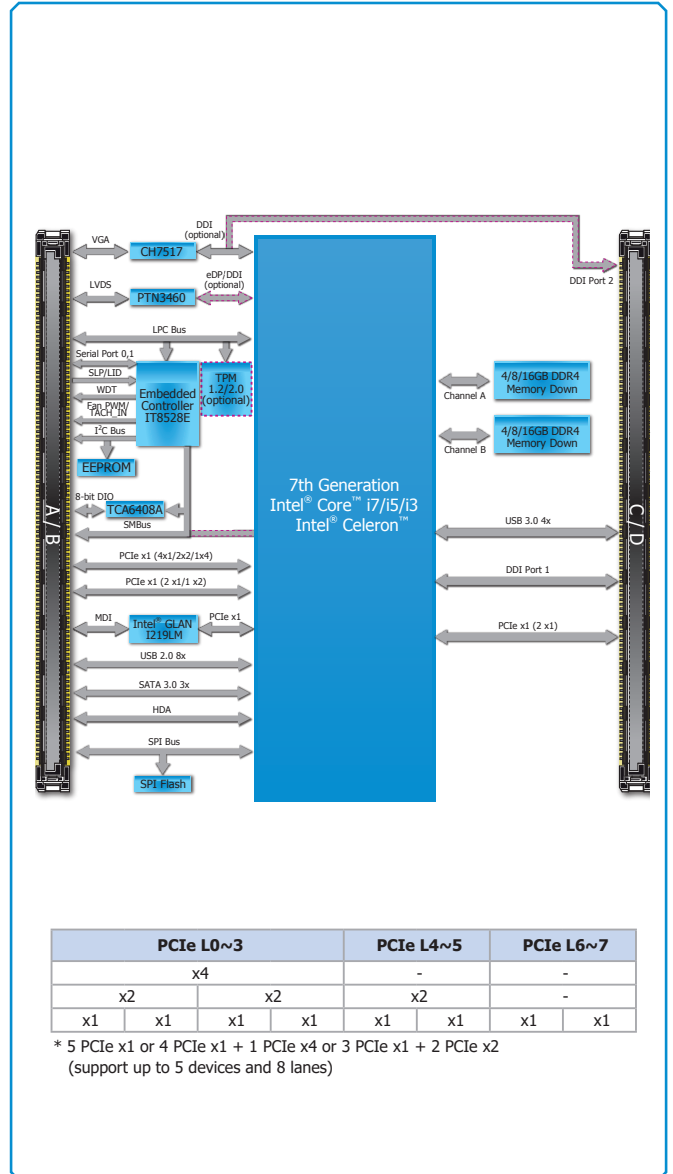 DDI
(optional)
VGA
CH7517
DDI Port 2
LVDS
eDP/DDI
(optional)
PTN3460
LPC Bus
Serial Port 0,1
SLP/LID
WDT
Fan PWM/
TACH_IN
I²C Bus
Embedded
Controller
IT8528E
TPM
1.2/2.0
(optional)
EEPROM
8-bit DIO
TCA6408A
SMBus
PCIe x1 (4x1/2x2/1x4)
PCIe x1 (2 x1/1 x2)
MDI
Intel® GLAN
I219LM
PCIe x1
USB 2.0 8x
SATA 3.0 3x
HDA
SPI Bus
SPI Flash
A / B
7th Generation
Intel® Core™ i7/i5/i3
Intel® Celeron™
4/8/16GB DDR4
Memory Down
Channel A
4/8/16GB DDR4
Memory Down
Channel B
USB 3.0 4x
DDI Port 1
PCIe x1 (2 x1)
C / D
PCIe L0~3 PCIe L4~5 PCIe L6~7
x4 - -
x2 x2 x2 -
x1 x1 x1 x1 x1 x1 x1 x1
* 5 PCIe x1 or 4 PCIe x1 + 1 PCIe x4 or 3 PCIe x1 + 2 PCIe x2
(support up to 5 devices and 8 lanes)